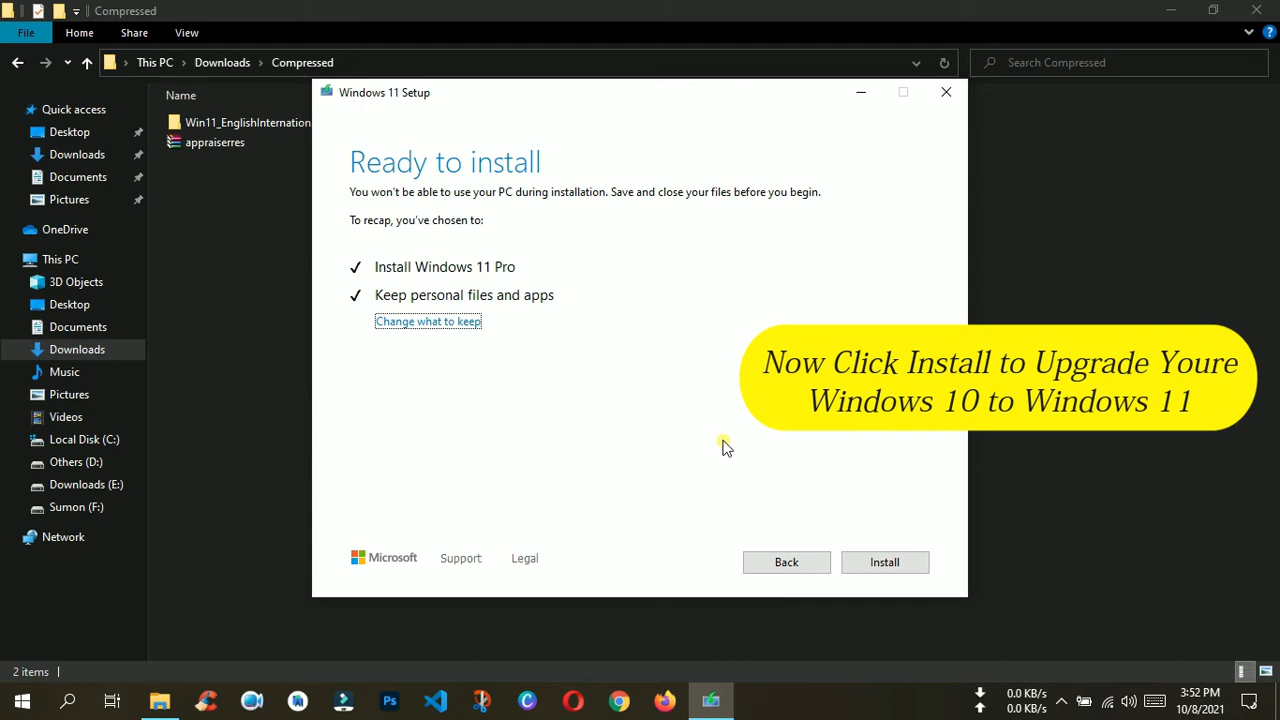 Compressed
File Home Share View
This PC Downloads Compressed
Search Compressed
Name
Quick access
Desktop
Downloads
Documents
Pictures
OneDrive
This PC
3D Objects
Desktop
Documents
Downloads
Music
Pictures
Videos
Local Disk (C:)
Others (D:)
Downloads (E:)
Sumon (F:)
Network
Win11_EnglishInternation
appraiserres
Windows 11 Setup
Ready to install
You won't be able to use your PC during installation. Save and close your files before you begin.
To recap, you've chosen to:
Install Windows 11 Pro
Keep personal files and apps
Change what to keep
Now Click Install to Upgrade Youre
Windows 10 to Windows 11
Microsoft Support Legal
Back Install
2 items
0.0 KB/s
0.0 KB/s
3:52 PM
10/8/2021